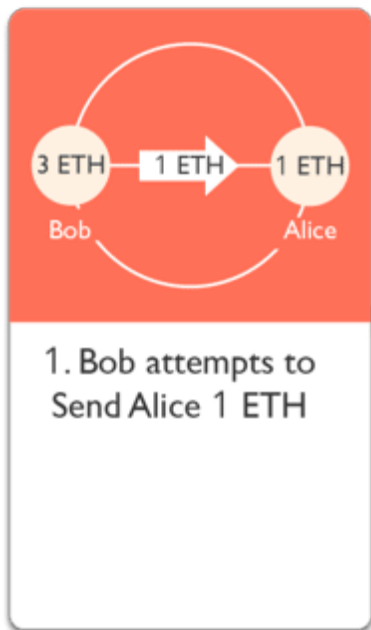 3 ETH
1 ETH
1 ETH
Bob
Alice
1. Bob attempts to
Send Alice 1 ETH